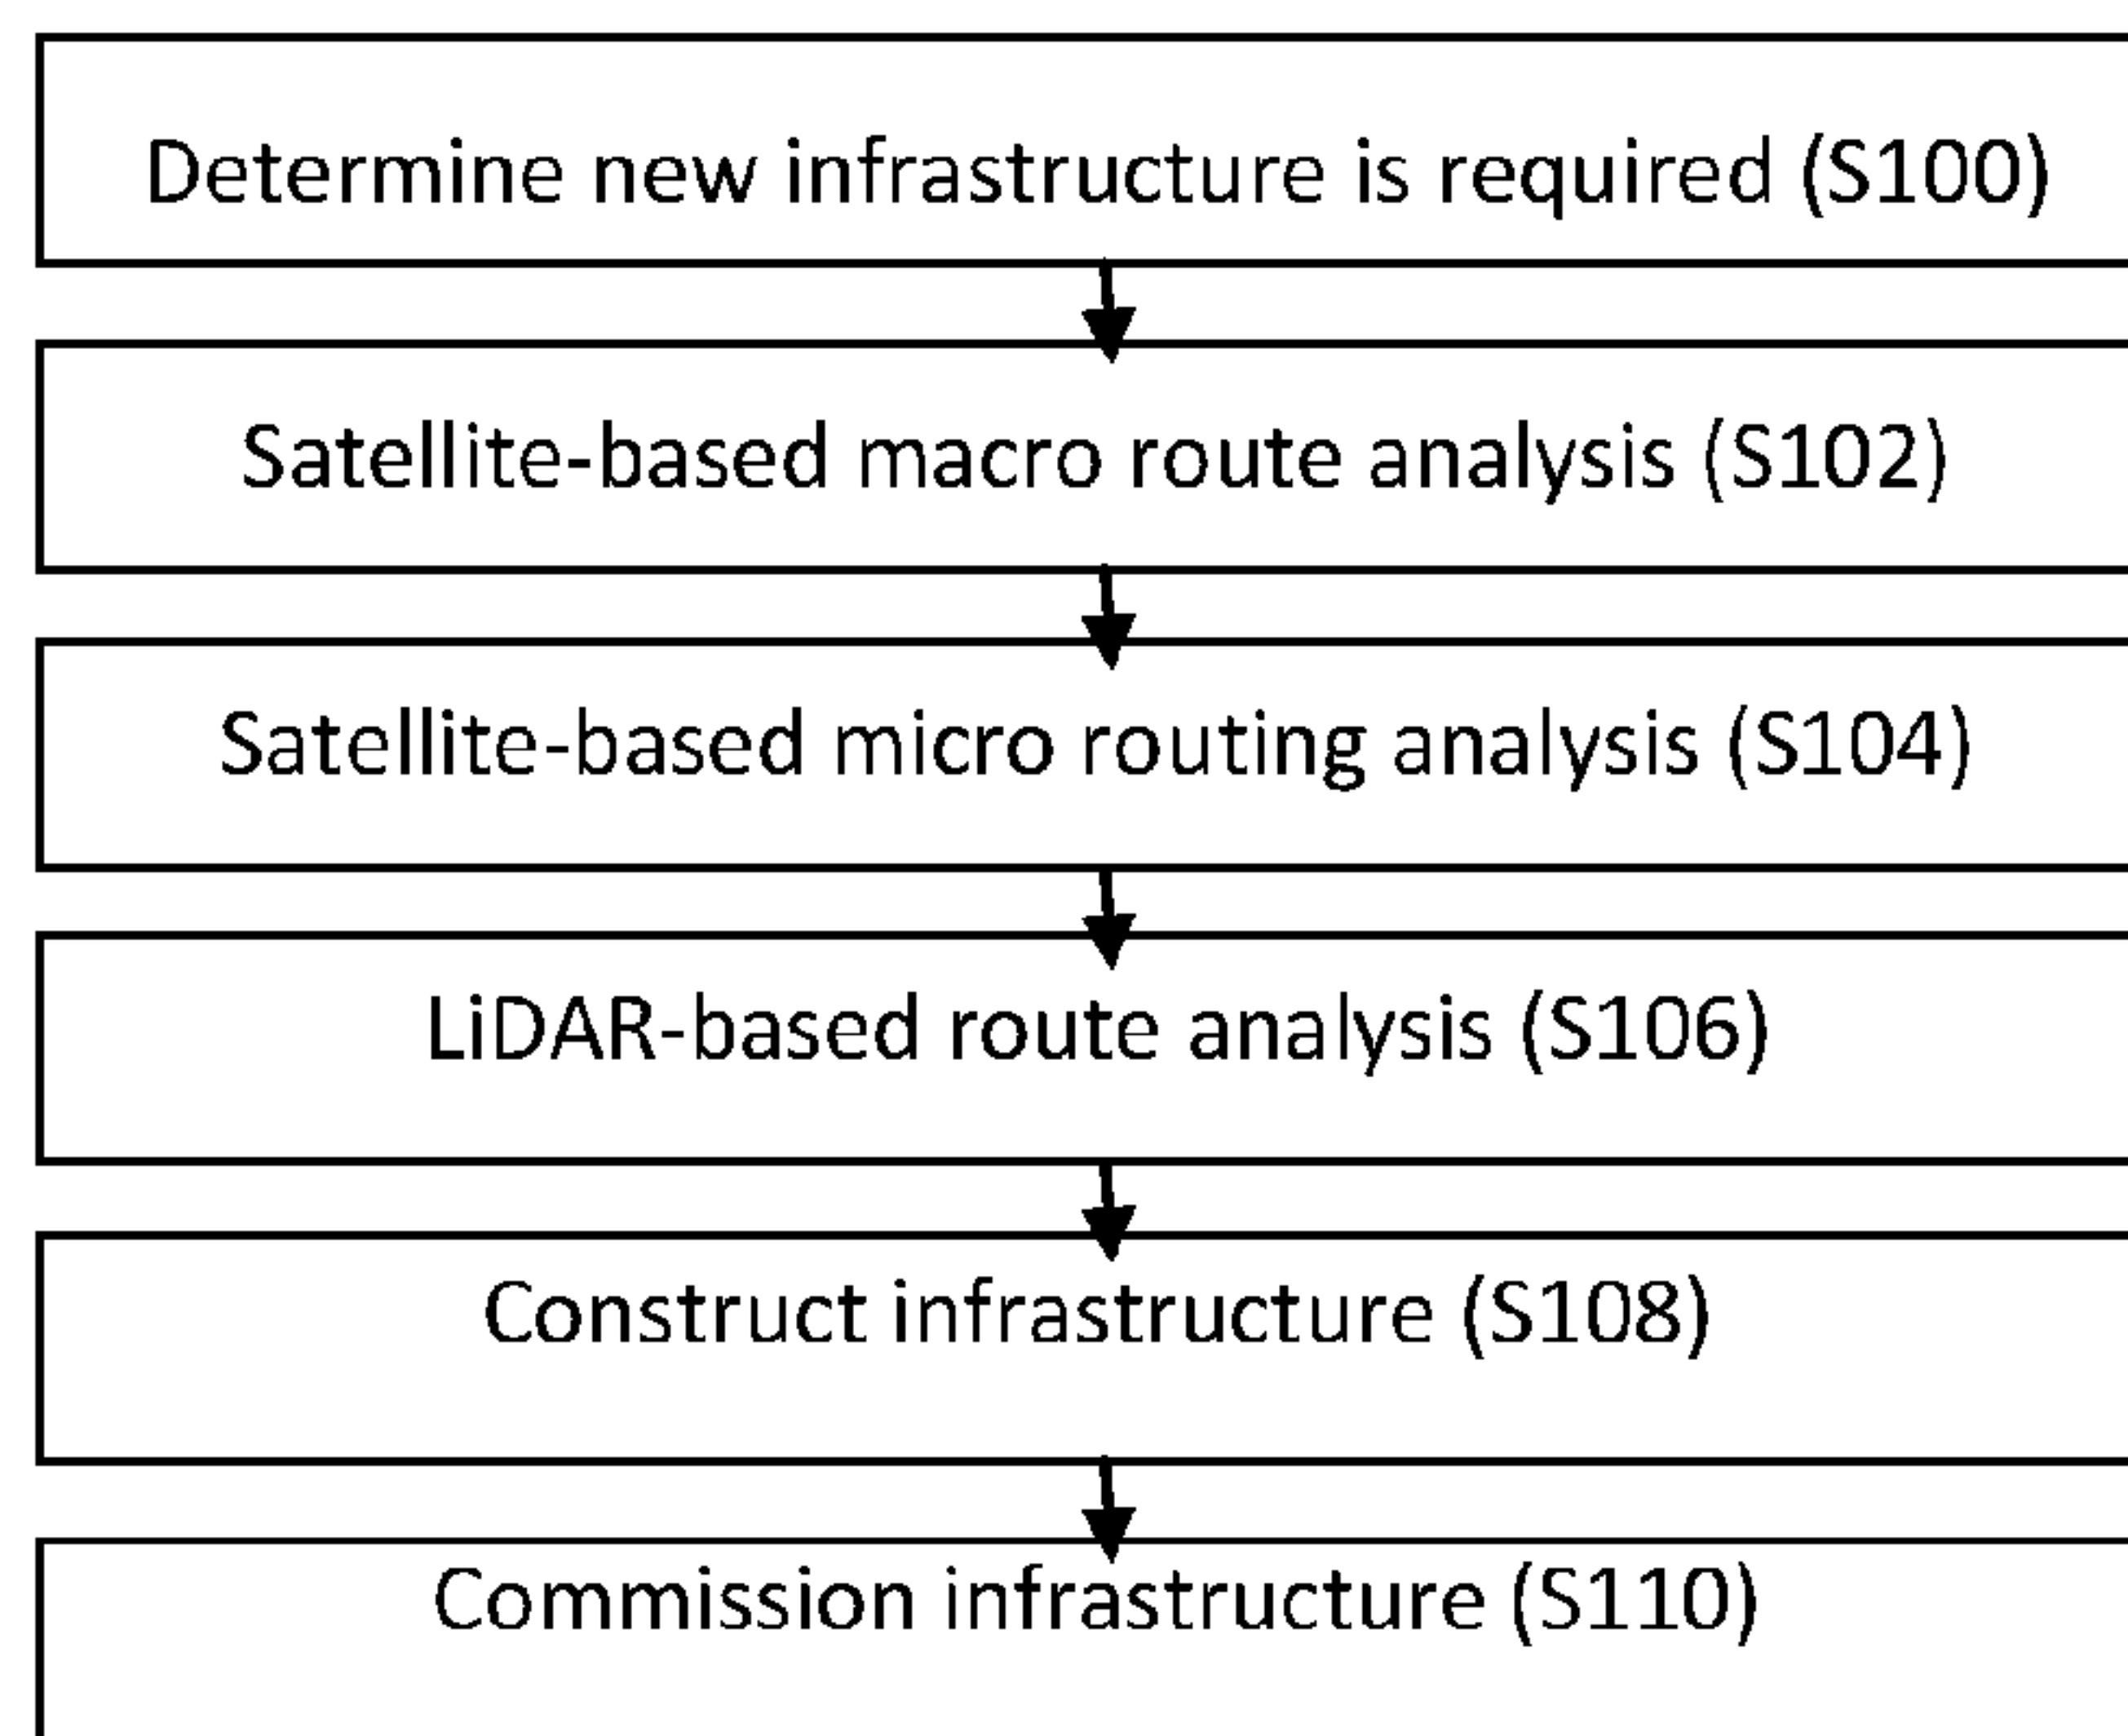 Determine new infrastructure is required (S100)
Satellite-based macro route analysis (S102)
Satellite-based micro routing analysis (S104)
LiDAR-based route analysis (S106)
Construct infrastructure (S108)
Commission infrastructure (S110)